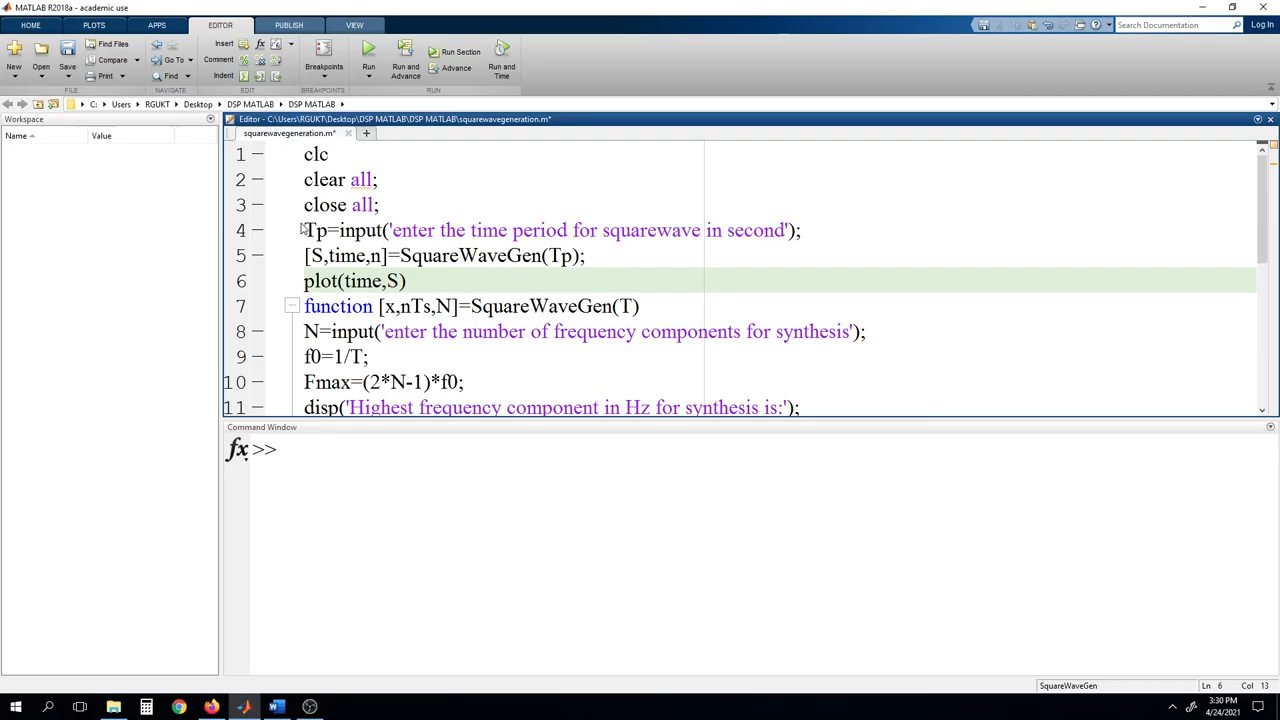 MATLAB R2018a - academic use
HOME PLOTS APPS EDITOR PUBLISH VIEW Search Documentation Log In
New Open Save Find Files Compare Print Insert Comment Indent fx Go To Find Breakpoints Run Run and Advance Run Section Advance Run and Time
FILE NAVIGATE EDIT BREAKPOINTS RUN
C: Users RGUKT Desktop DSP MATLAB DSP MATLAB
Workspace
Name Value
Editor - C:\Users\RGUKT\Desktop\DSP MATLAB\DSP MATLAB\squarewavegeneration.m*
squarewavegeneration.m* +
1 – clc
2 – clear all;
3 – close all;
4 – Tp=input('enter the time period for squarewave in second');
5 – [S,time,n]=SquareWaveGen(Tp);
6 – plot(time,S)
7 – function [x,nTs,N]=SquareWaveGen(T)
8 – N=input('enter the number of frequency components for synthesis');
9 – f0=1/T;
10 – Fmax=(2*N-1)*f0;
11 – disp('Highest frequency component in Hz for synthesis is:');
Command Window
fx >>
SquareWaveGen Ln 6 Col 13
3:30 PM
4/24/2021